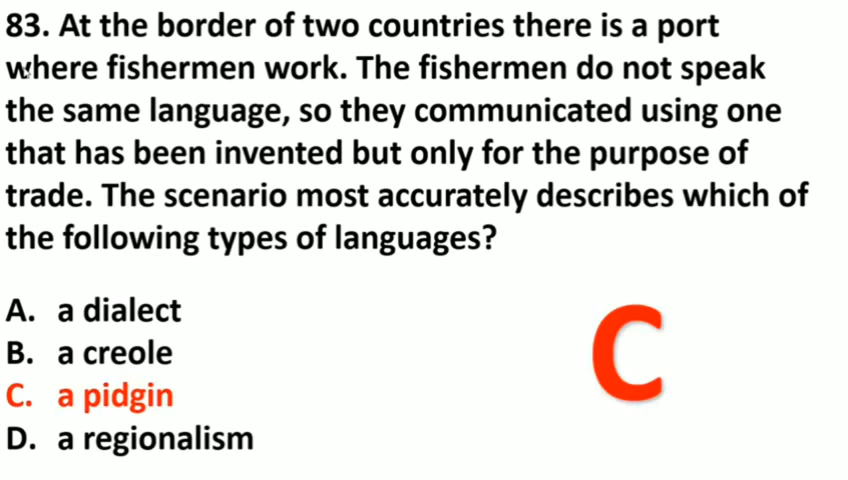 83. At the border of two countries there is a port
where fishermen work. The fishermen do not speak
the same language, so they communicated using one
that has been invented but only for the purpose of
trade. The scenario most accurately describes which of
the following types of languages?
A. a dialect
B. a creole
C. a pidgin
D. a regionalism
C